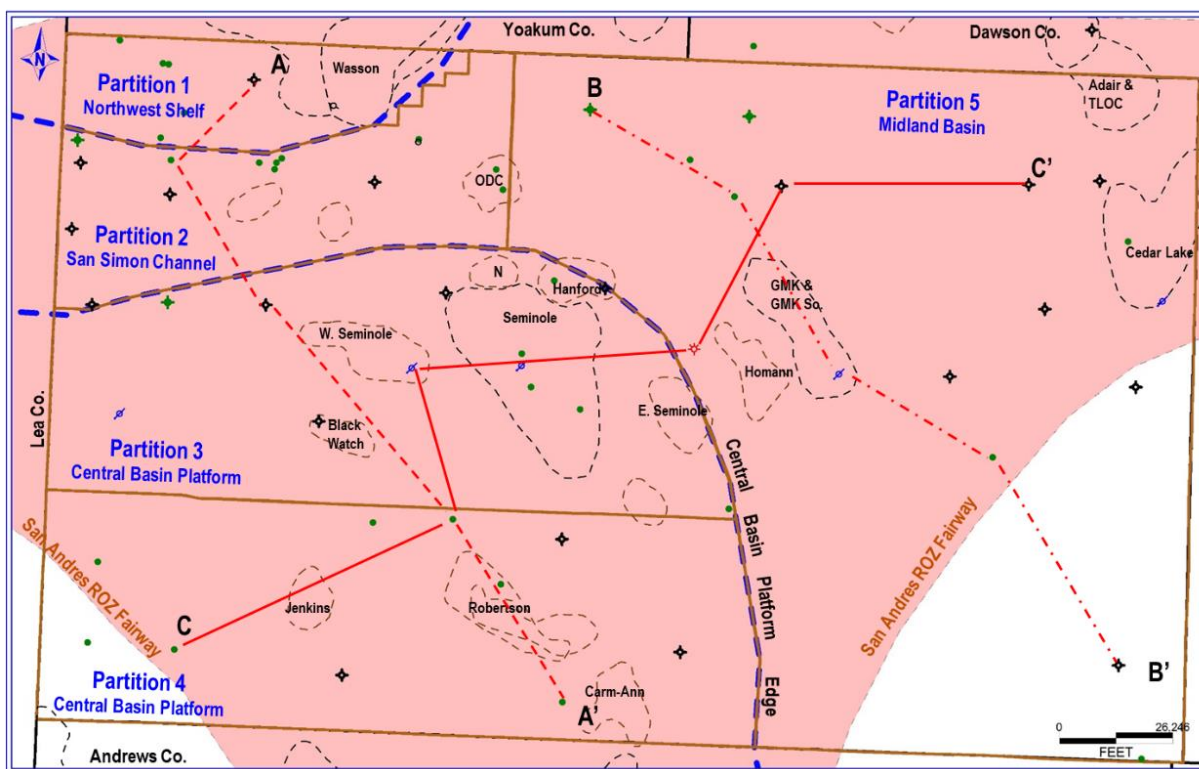 Yoakum Co.
Dawson Co.
N
A
Wasson
Partition 1
Northwest Shelf
B
Partition 5
Midland Basin
Adair &
TLOC
ODC
C'
Partition 2
San Simon Channel
Cedar Lake
N
Hanford
GMK &
GMK So.
Seminole
W. Seminole
Homann
E. Seminole
Lea Co.
Black
Watch
Partition 3
Central Basin Platform
Central Basin Platform Edge
San Andres ROZ Fairway
San Andres ROZ Fairway
Jenkins
Robertson
C
B'
Partition 4
Central Basin Platform
Carm-Ann
A'
Andrews Co.
0 26,246
FEET